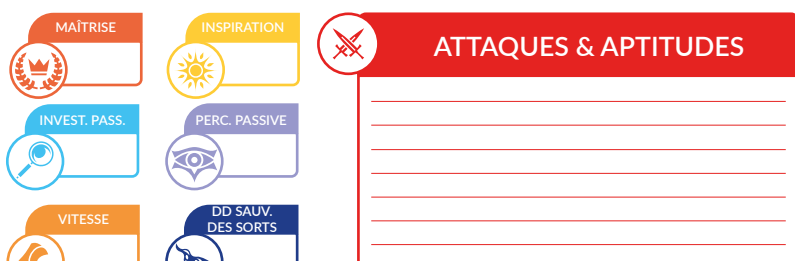 MAÎTRISE
INSPIRATION
ATTAQUES & APTITUDES
INVEST. PASS.
PERC. PASSIVE
VITESSE
DD SAUV.
DES SORTS